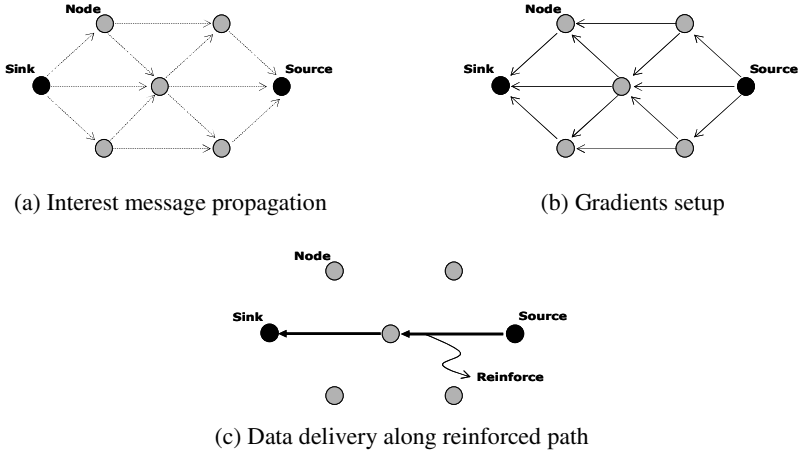 Node
Sink
Source
(a) Interest message propagation
Node
Sink
Source
(b) Gradients setup
Node
Sink
Source
Reinforce
(c) Data delivery along reinforced path